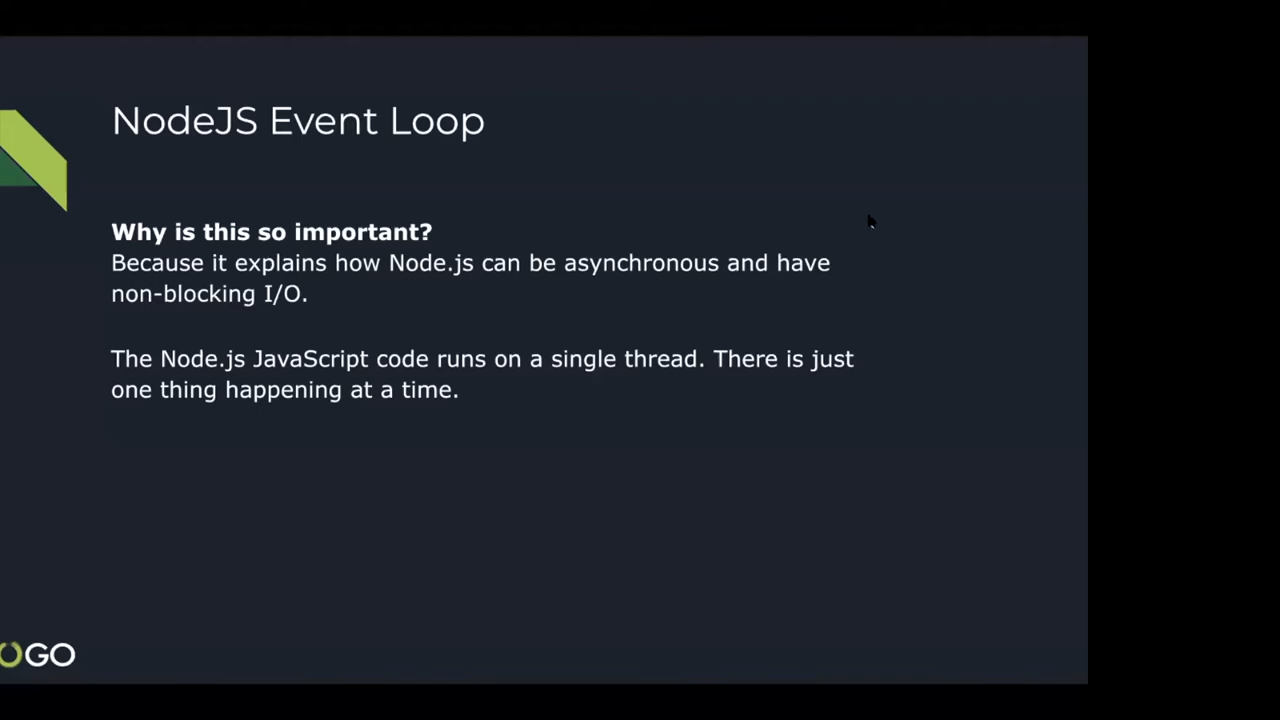 NodeJS Event Loop
Why is this so important?
Because it explains how Node.js can be asynchronous and have
non-blocking I/O.
The Node.js JavaScript code runs on a single thread. There is just
one thing happening at a time.
GO